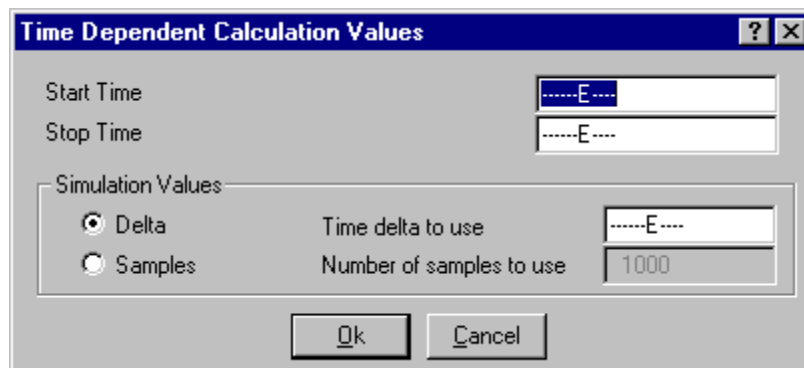 Time Dependent Calculation Values
Start Time ------E----
Stop Time ------E----
Simulation Values
Delta Time delta to use ------E----
Samples Number of samples to use 1000
Ok Cancel